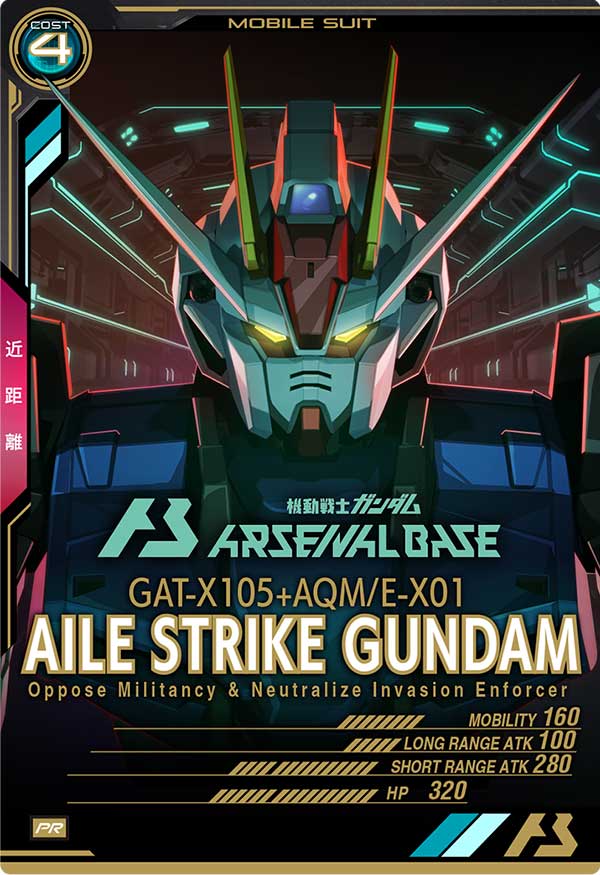 COST
4
MOBILE SUIT
近距離
機動戦士ガンダム
AB ARSENAL BASE
GAT-X105+AQM/E-X01
AILE STRIKE GUNDAM
Oppose Militancy & Neutralize Invasion Enforcer
MOBILITY 160
LONG RANGE ATK 100
SHORT RANGE ATK 280
HP 320
PR
AB